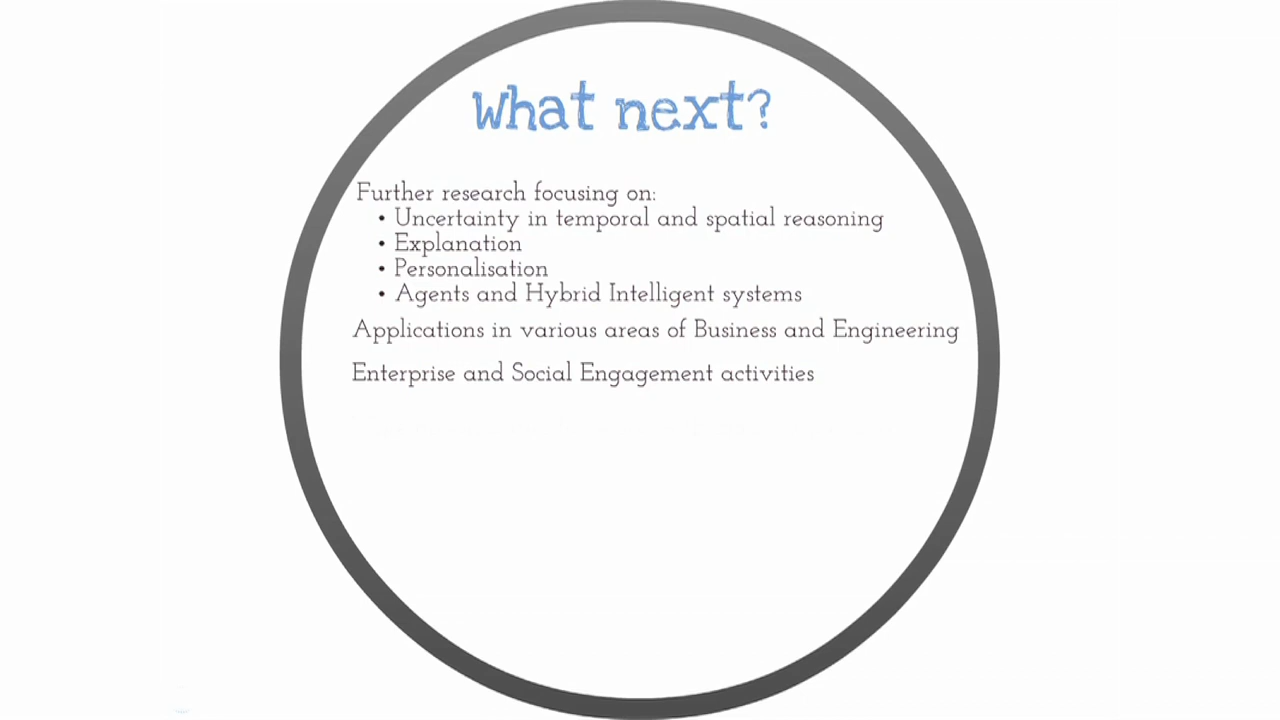 What next?
Further research focusing on:
• Uncertainty in temporal and spatial reasoning
• Explanation
• Personalisation
• Agents and Hybrid Intelligent systems
Applications in various areas of Business and Engineering
Enterprise and Social Engagement activities